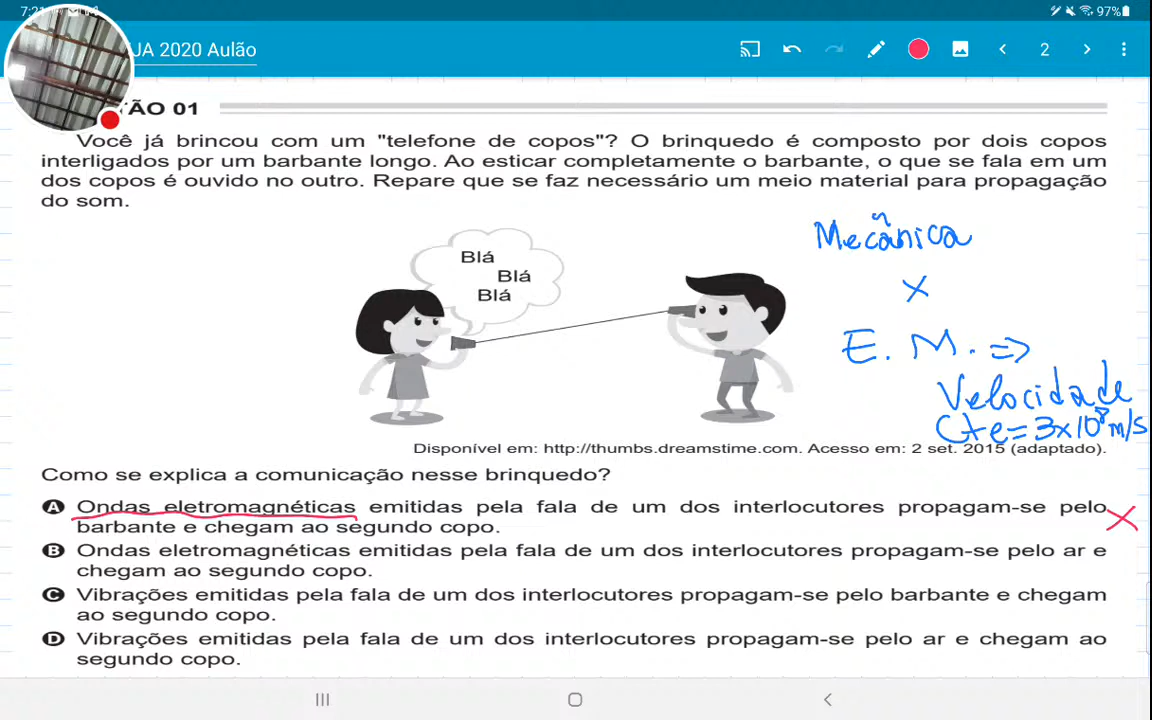 7:21
97%
JA 2020 Aulão
2
TÃO 01
Você já brincou com um "telefone de copos"? O brinquedo é composto por dois copos
interligados por um barbante longo. Ao esticar completamente o barbante, o que se fala em um
dos copos é ouvido no outro. Repare que se faz necessário um meio material para propagação
do som.
Blá
Blá
Blá
Mecânica
X
E. M. =>
Velocidade
Cte = 3x10⁸ m/s
Disponível em: http://thumbs.dreamstime.com. Acesso em: 2 set. 2015 (adaptado).
Como se explica a comunicação nesse brinquedo?
A Ondas eletromagnéticas emitidas pela fala de um dos interlocutores propagam-se pelo
barbante e chegam ao segundo copo.
B Ondas eletromagnéticas emitidas pela fala de um dos interlocutores propagam-se pelo ar e
chegam ao segundo copo.
C Vibrações emitidas pela fala de um dos interlocutores propagam-se pelo barbante e chegam
ao segundo copo.
D Vibrações emitidas pela fala de um dos interlocutores propagam-se pelo ar e chegam ao
segundo copo.